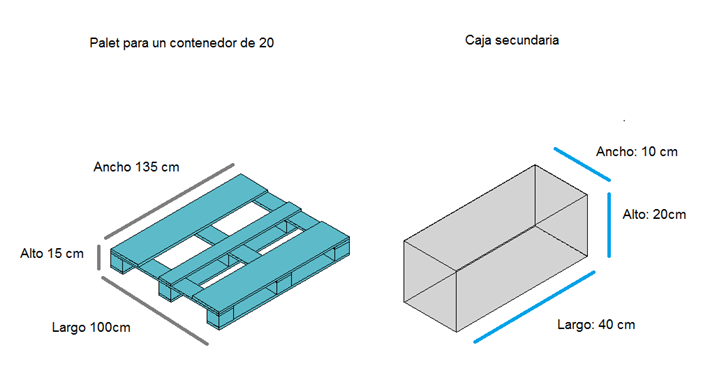 Palet para un contenedor de 20
Caja secundaria
Ancho 135 cm
Ancho: 10 cm
Alto 15 cm
Alto: 20cm
Largo 100cm
Largo: 40 cm